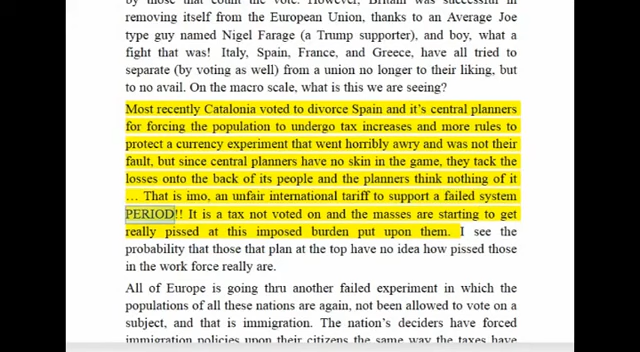 by those that count the vote. However, Britain was successful in
removing itself from the European Union, thanks to an Average Joe
type guy named Nigel Farage (a Trump supporter), and boy, what a
fight that was! Italy, Spain, France, and Greece, have all tried to
separate (by voting as well) from a union no longer to their liking, but
to no avail. On the macro scale, what is this we are seeing?
Most recently Catalonia voted to divorce Spain and it's central planners
for forcing the population to undergo tax increases and more rules to
protect a currency experiment that went horribly awry and was not their
fault, but since central planners have no skin in the game, they tack the
losses onto the back of its people and the planners think nothing of it
… That is imo, an unfair international tariff to support a failed system
PERIOD!! It is a tax not voted on and the masses are starting to get
really pissed at this imposed burden put upon them. I see the
probability that those that plan at the top have no idea how pissed those
in the work force really are.
All of Europe is going thru another failed experiment in which the
populations of all these nations are again, not been allowed to vote on a
subject, and that is immigration. The nation's deciders have forced
immigration policies upon their citizens the same way the taxes have